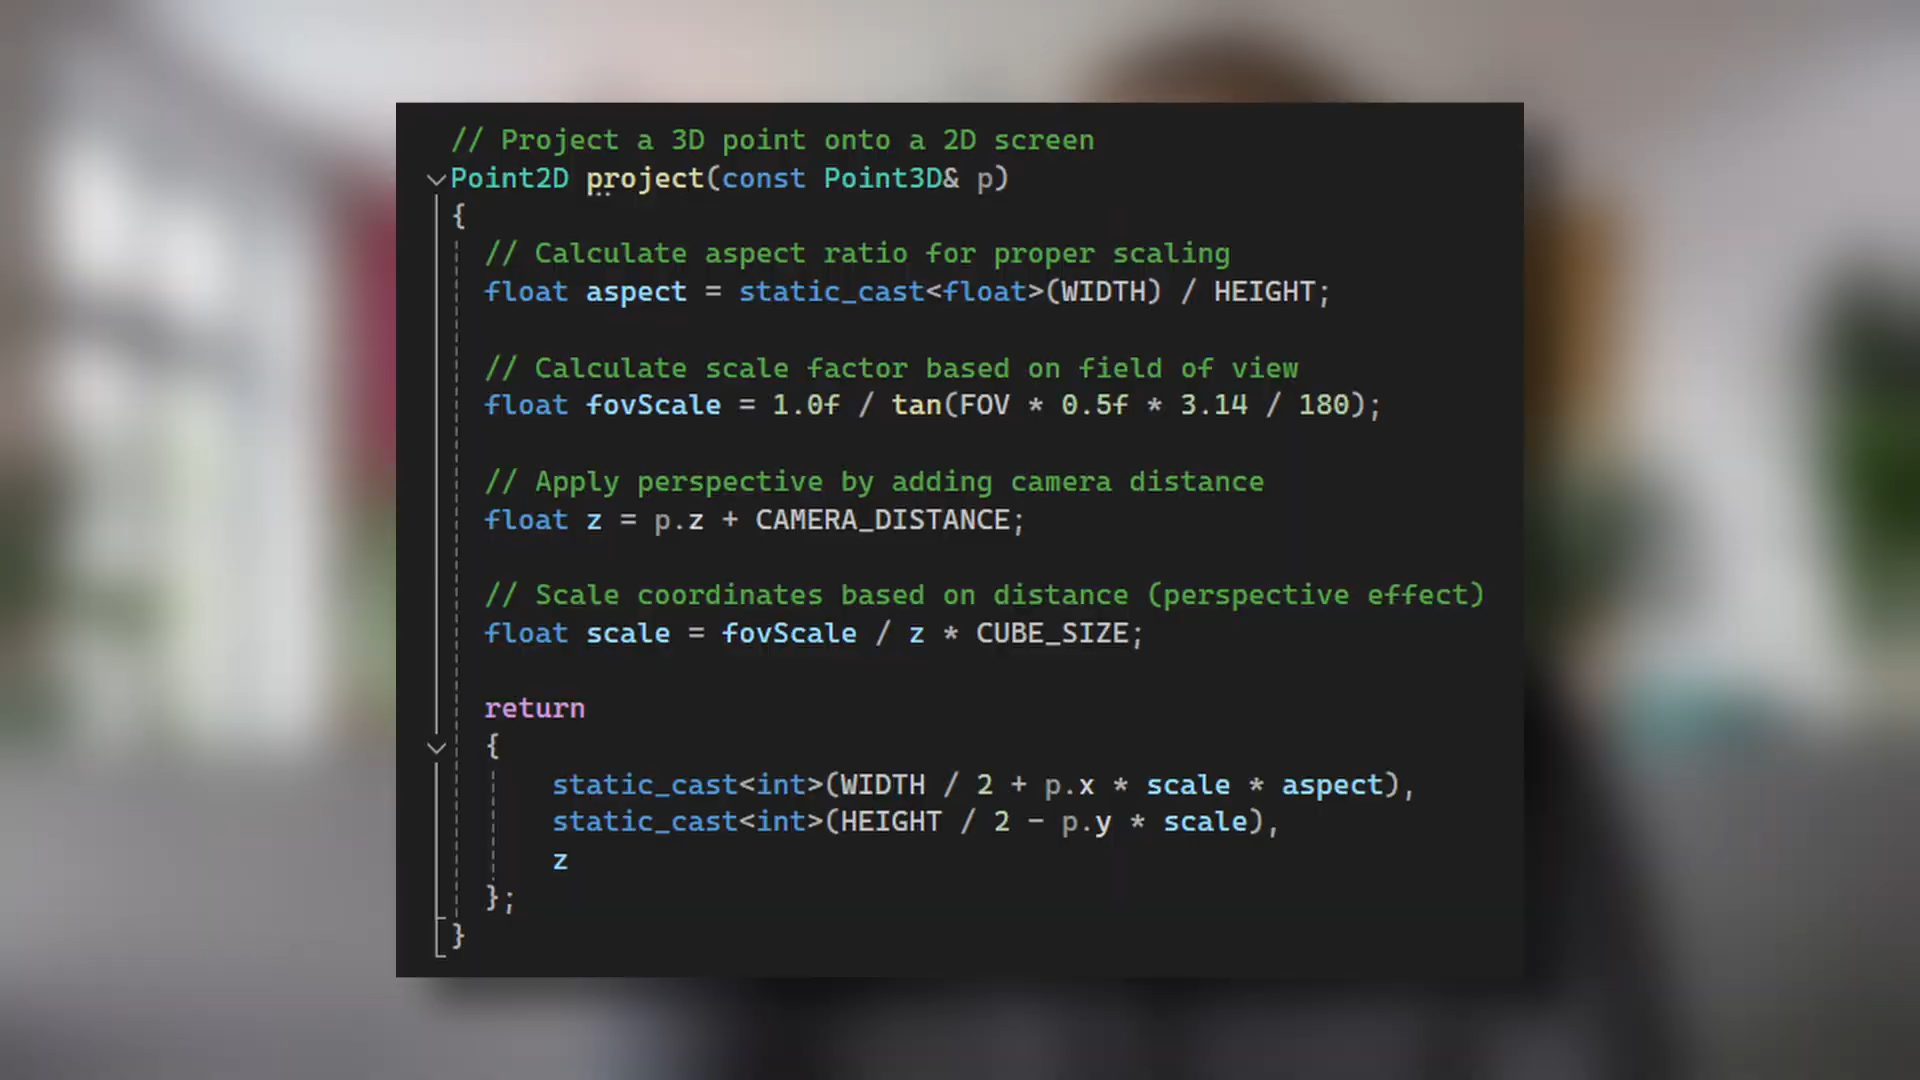 // Project a 3D point onto a 2D screen
Point2D project(const Point3D& p)
{
// Calculate aspect ratio for proper scaling
float aspect = static_cast<float>(WIDTH) / HEIGHT;
// Calculate scale factor based on field of view
float fovScale = 1.0f / tan(FOV * 0.5f * 3.14 / 180);
// Apply perspective by adding camera distance
float z = p.z + CAMERA_DISTANCE;
// Scale coordinates based on distance (perspective effect)
float scale = fovScale / z * CUBE_SIZE;
return
{
static_cast<int>(WIDTH / 2 + p.x * scale * aspect),
static_cast<int>(HEIGHT / 2 - p.y * scale),
z
};
}